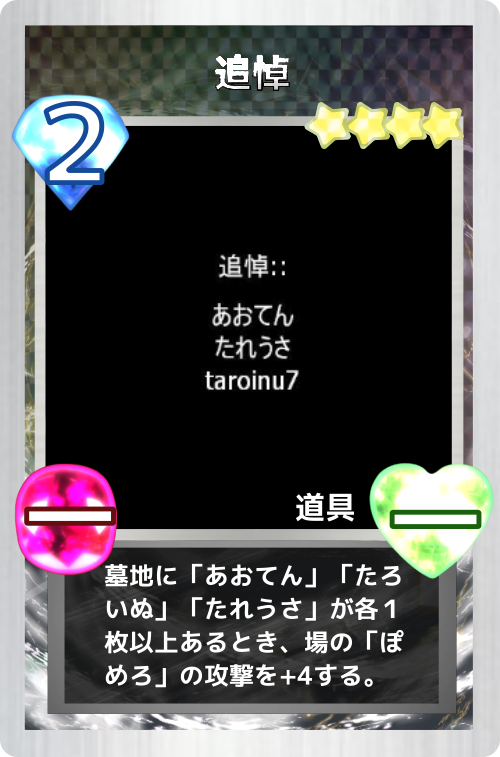 追悼
2
追悼::
あおてん
たれうさ
taroinu7
道具
墓地に「あおてん」「たろ
いぬ」「たれうさ」が各１
枚以上あるとき、場の「ぽ
めろ」の攻撃を+4する。